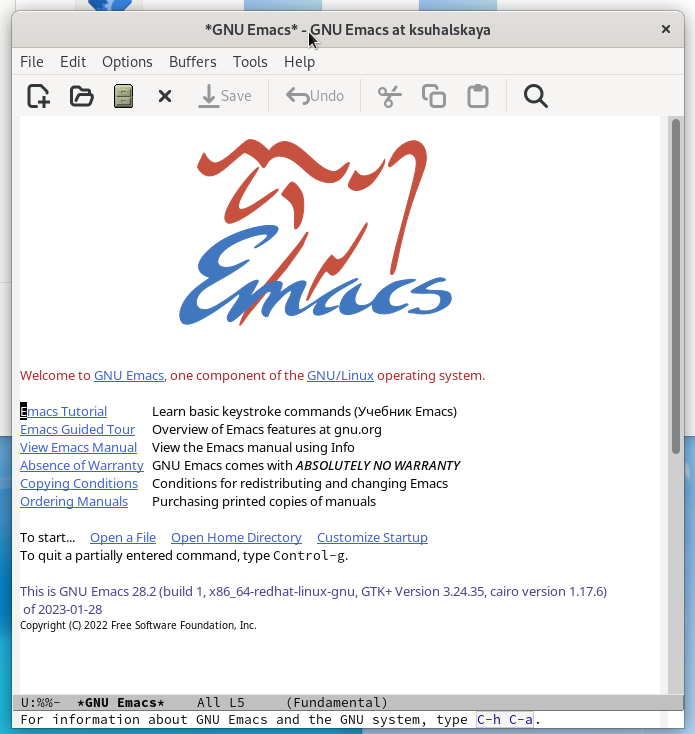 *GNU Emacs* - GNU Emacs at ksuhalskaya
File Edit Options Buffers Tools Help
Save Undo
Emacs
Welcome to GNU Emacs, one component of the GNU/Linux operating system.
Emacs Tutorial Learn basic keystroke commands (Учебник Emacs)
Emacs Guided Tour Overview of Emacs features at gnu.org
View Emacs Manual View the Emacs manual using Info
Absence of Warranty GNU Emacs comes with ABSOLUTELY NO WARRANTY
Copying Conditions Conditions for redistributing and changing Emacs
Ordering Manuals Purchasing printed copies of manuals
To start... Open a File Open Home Directory Customize Startup
To quit a partially entered command, type Control-g.
This is GNU Emacs 28.2 (build 1, x86_64-redhat-linux-gnu, GTK+ Version 3.24.35, cairo version 1.17.6)
of 2023-01-28
Copyright (C) 2022 Free Software Foundation, Inc.
U:%%- *GNU Emacs* All L5 (Fundamental)
For information about GNU Emacs and the GNU system, type C-h C-a.